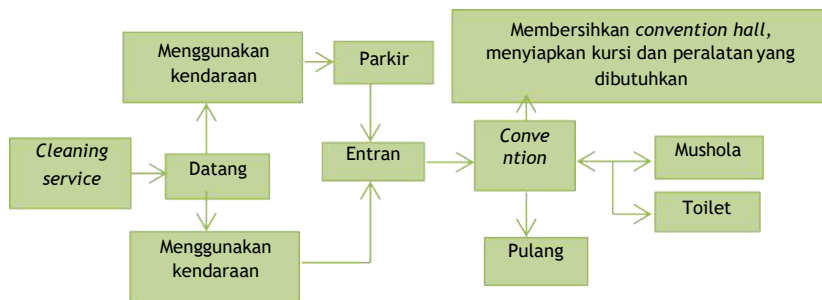 Cleaning
service
Datang
Menggunakan
kendaraan
Parkir
Menggunakan
kendaraan
Entran
Conve
ntion
Membersihkan convention hall,
menyiapkan kursi dan peralatan yang
dibutuhkan
Mushola
Toilet
Pulang